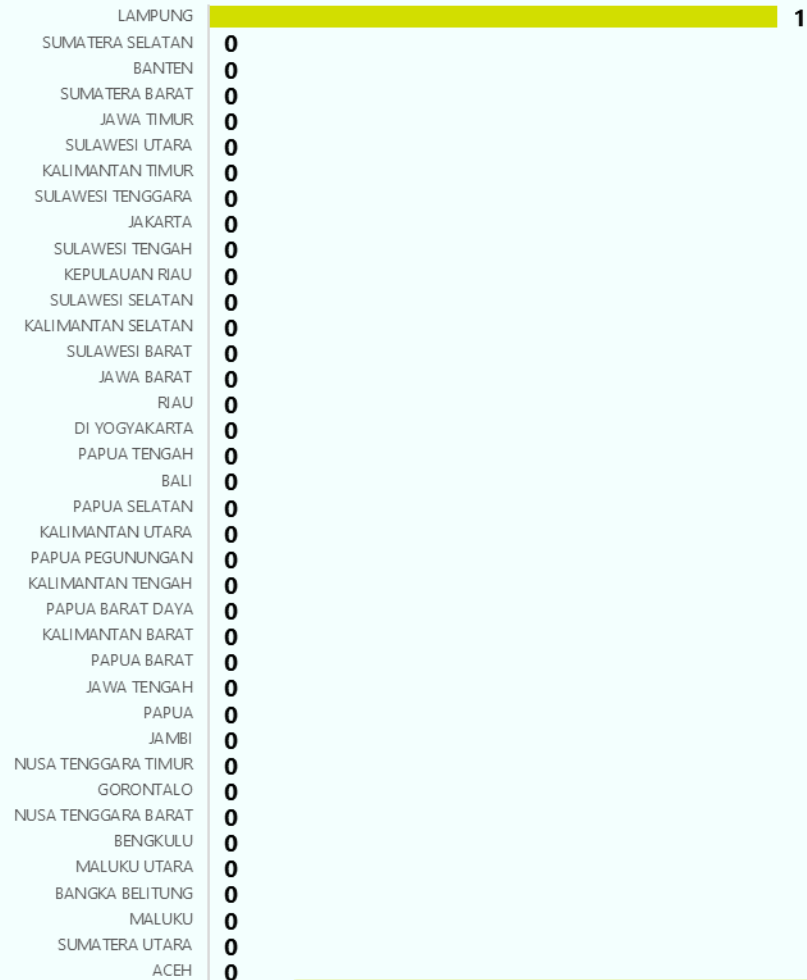 LAMPUNG 1
SUMATERA SELATAN 0
BANTEN 0
SUMATERA BARAT 0
JAWA TIMUR 0
SULAWESI UTARA 0
KALIMANTAN TIMUR 0
SULAWESI TENGGARA 0
JAKARTA 0
SULAWESI TENGAH 0
KEPULAUAN RIAU 0
SULAWESI SELATAN 0
KALIMANTAN SELATAN 0
SULAWESI BARAT 0
JAWA BARAT 0
RIAU 0
DI YOGYAKARTA 0
PAPUA TENGAH 0
BALI 0
PAPUA SELATAN 0
KALIMANTAN UTARA 0
PAPUA PEGUNUNGAN 0
KALIMANTAN TENGAH 0
PAPUA BARAT DAYA 0
KALIMANTAN BARAT 0
PAPUA BARAT 0
JAWA TENGAH 0
PAPUA 0
JAMBI 0
NUSA TENGGARA TIMUR 0
GORONTALO 0
NUSA TENGGARA BARAT 0
BENGKULU 0
MALUKU UTARA 0
BANGKA BELITUNG 0
MALUKU 0
SUMATERA UTARA 0
ACEH 0